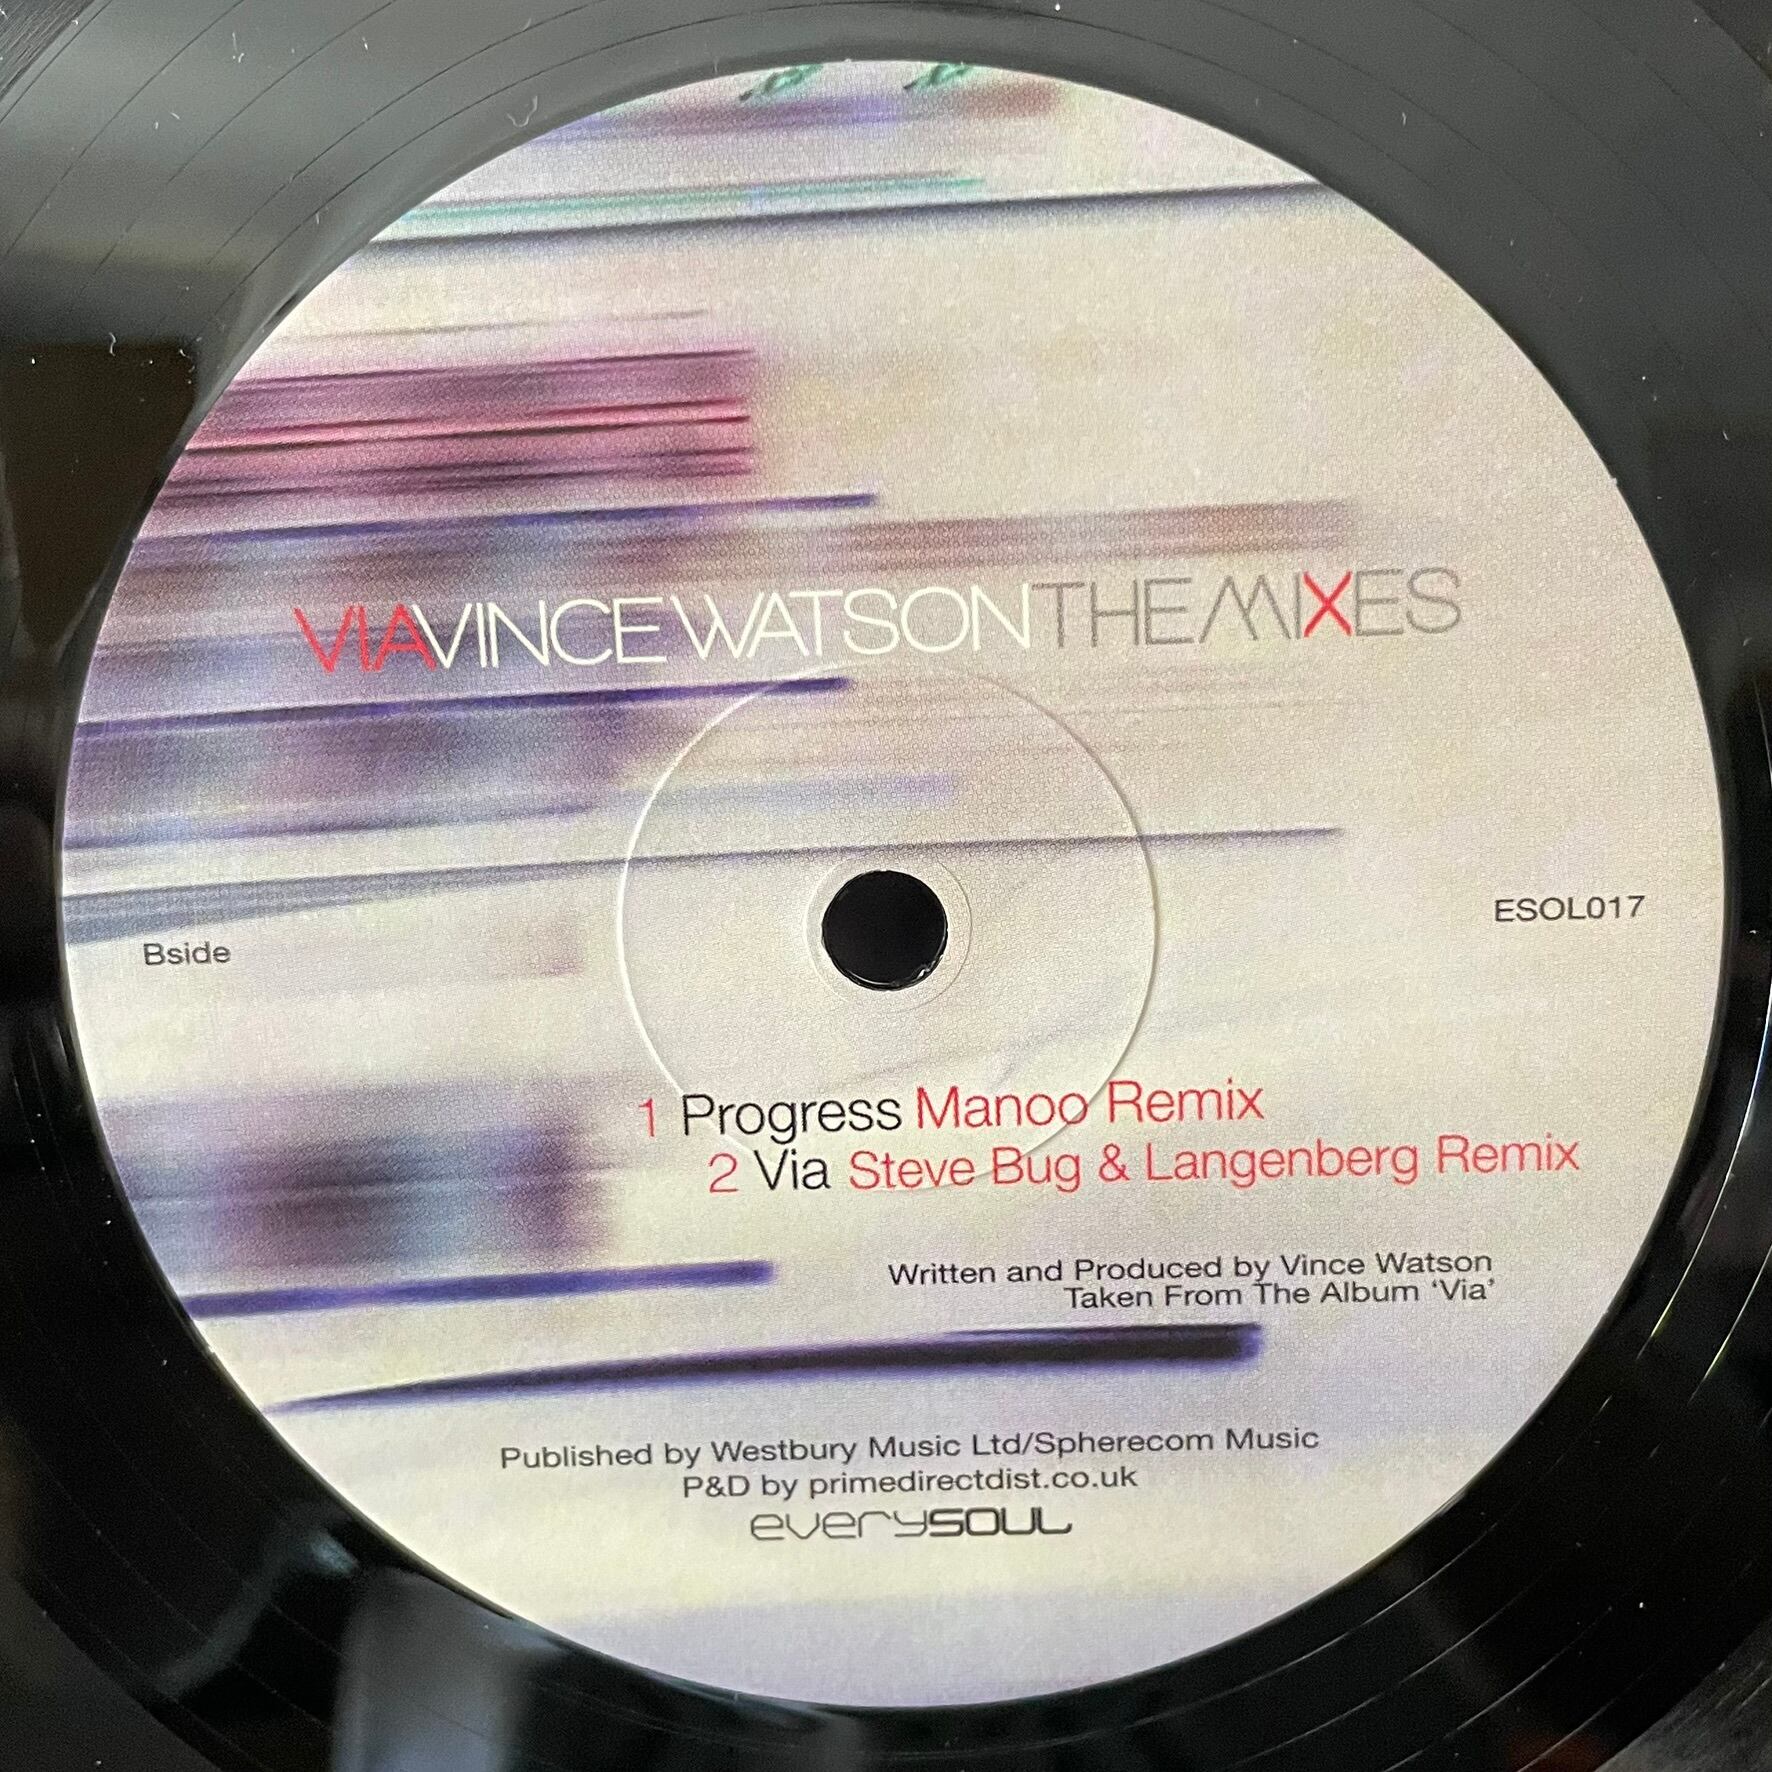 VIAVINCEWATSONTHEMIXES
Bside
ESOL017
1 Progress Manoo Remix
2 Via Steve Bug & Langenberg Remix
Written and Produced by Vince Watson
Taken From The Album ‘Via’
Published by Westbury Music Ltd/Spherecom Music
P&D by primedirectdist.co.uk
everySOUL